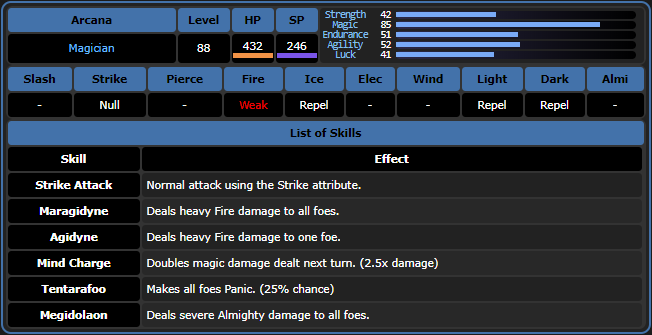 Arcana Level HP SP
Magician 88 432 246
Strength 42
Magic 85
Endurance 51
Agility 52
Luck 41
Slash Strike Pierce Fire Ice Elec Wind Light Dark Almi
- Null - Weak Repel - - Repel Repel -
List of Skills
Skill Effect
Strike Attack Normal attack using the Strike attribute.
Maragidyne Deals heavy Fire damage to all foes.
Agidyne Deals heavy Fire damage to one foe.
Mind Charge Doubles magic damage dealt next turn. (2.5x damage)
Tentarafoo Makes all foes Panic. (25% chance)
Megidolaon Deals severe Almighty damage to all foes.